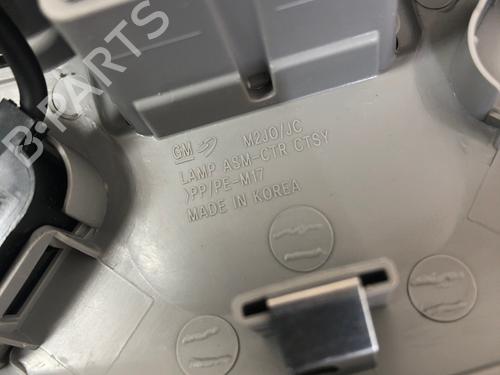 B-PARTS
GM M2JO/JC
LAMP ASM-CTR CTSY
>PP/PE-M17
MADE IN KOREA